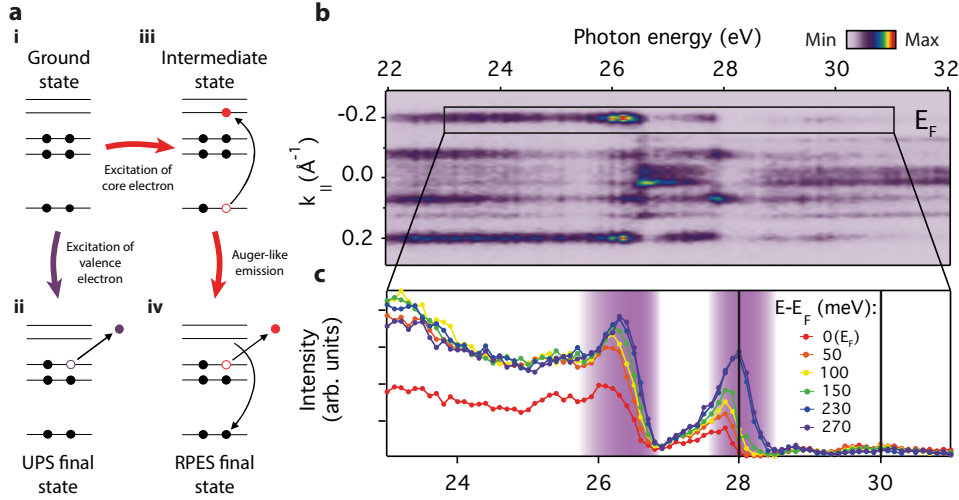 a
i
Ground
state
iii
Intermediate
state
Excitation of
core electron
Excitation of
valence
electron
Auger-like
emission
ii
iv
UPS final
state
RPES final
state
b
Photon energy (eV)
Min Max
22 24 26 28 30 32
-0.2
0.0
0.2
k|| (Å-1)
EF
c
Intensity
(arb. units)
E-EF (meV):
0(EF)
50
100
150
230
270
24 26 28 30